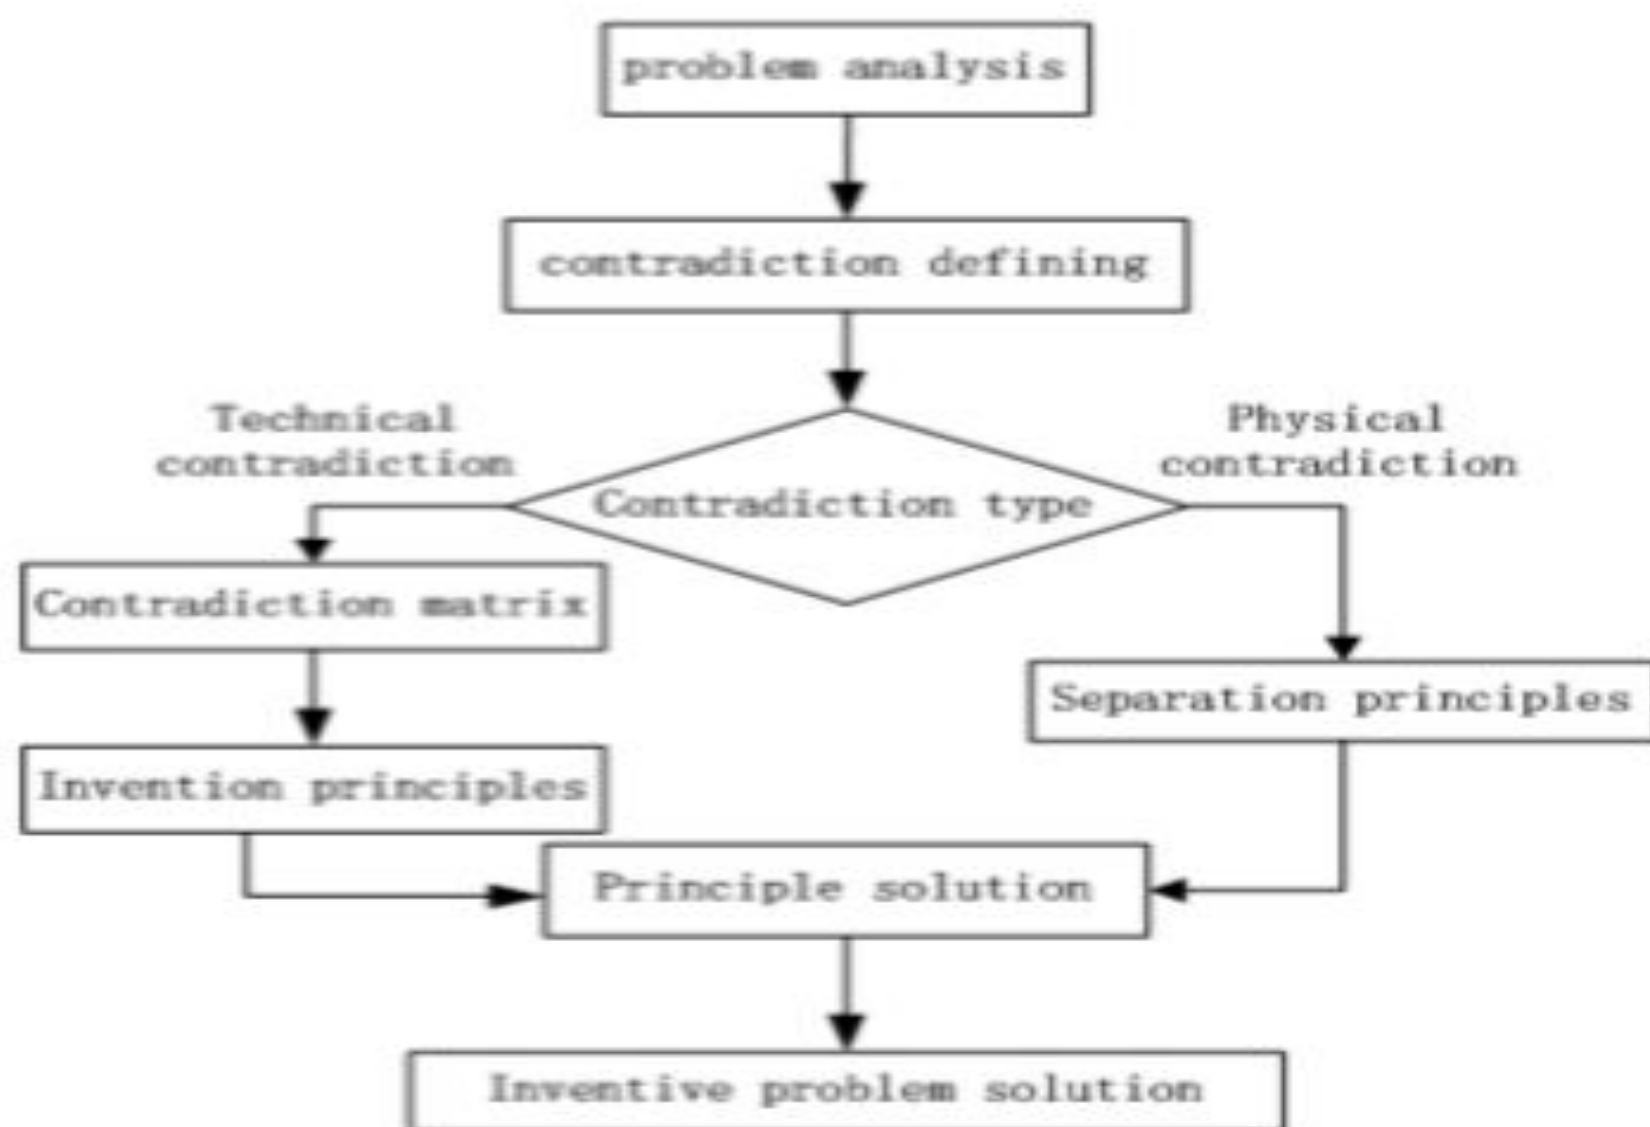 problem analysis
contradiction defining
Technical
contradiction
Physical
contradiction
Contradiction type
Contradiction matrix
Separation principles
Invention principles
Principle solution
Inventive problem solution